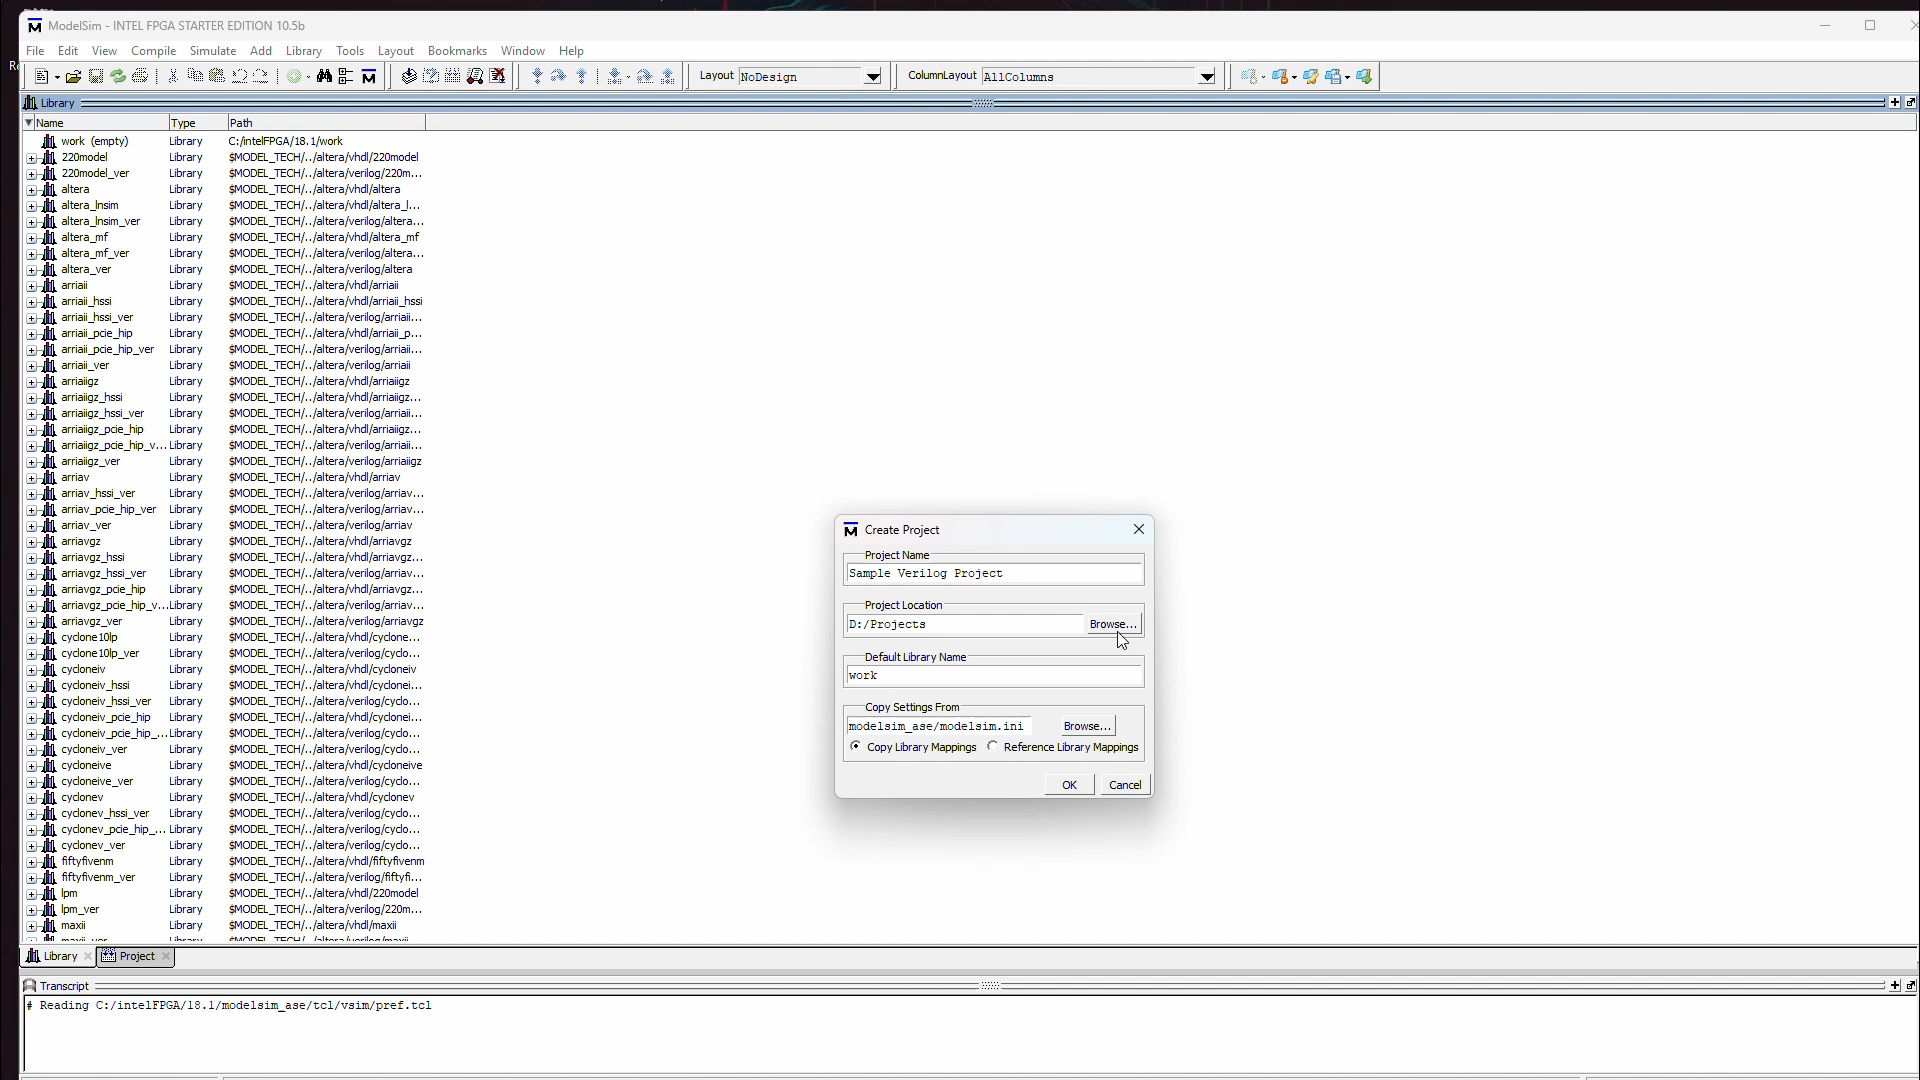 ModelSim - INTEL FPGA STARTER EDITION 10.5b
File Edit View Compile Simulate Add Library Tools Layout Bookmarks Window Help
Layout NoDesign ColumnLayout AllColumns
Library
Name Type Path
work (empty) Library C:/intelFPGA/18.1/work
220model Library $MODEL_TECH/../altera/vhdl/220model
220model_ver Library $MODEL_TECH/../altera/verilog/220m...
altera Library $MODEL_TECH/../altera/vhdl/altera
altera_lnsim Library $MODEL_TECH/../altera/vhdl/altera_l...
altera_lnsim_ver Library $MODEL_TECH/../altera/verilog/altera...
altera_mf Library $MODEL_TECH/../altera/vhdl/altera_mf
altera_mf_ver Library $MODEL_TECH/../altera/verilog/altera...
altera_ver Library $MODEL_TECH/../altera/verilog/altera
arriaii Library $MODEL_TECH/../altera/vhdl/arriaii
arriaii_hssi Library $MODEL_TECH/../altera/vhdl/arriaii_hssi
arriaii_hssi_ver Library $MODEL_TECH/../altera/verilog/arriaii...
arriaii_pcie_hip Library $MODEL_TECH/../altera/vhdl/arriaii_p...
arriaii_pcie_hip_ver Library $MODEL_TECH/../altera/verilog/arriaii...
arriaii_ver Library $MODEL_TECH/../altera/verilog/arriaii
arriaiigz Library $MODEL_TECH/../altera/vhdl/arriaiigz
arriaiigz_hssi Library $MODEL_TECH/../altera/vhdl/arriaiigz...
arriaiigz_hssi_ver Library $MODEL_TECH/../altera/verilog/arriaii...
arriaiigz_pcie_hip Library $MODEL_TECH/../altera/vhdl/arriaiigz...
arriaiigz_pcie_hip_v... Library $MODEL_TECH/../altera/verilog/arriaii...
arriaiigz_ver Library $MODEL_TECH/../altera/verilog/arriaiigz
arriav Library $MODEL_TECH/../altera/vhdl/arriav
arriav_hssi_ver Library $MODEL_TECH/../altera/verilog/arriav...
arriav_pcie_hip_ver Library $MODEL_TECH/../altera/verilog/arriav...
arriav_ver Library $MODEL_TECH/../altera/verilog/arriav
arriavgz Library $MODEL_TECH/../altera/vhdl/arriavgz
arriavgz_hssi Library $MODEL_TECH/../altera/vhdl/arriavgz...
arriavgz_hssi_ver Library $MODEL_TECH/../altera/verilog/arriav...
arriavgz_pcie_hip Library $MODEL_TECH/../altera/vhdl/arriavgz...
arriavgz_pcie_hip_v... Library $MODEL_TECH/../altera/verilog/arriav...
arriavgz_ver Library $MODEL_TECH/../altera/verilog/arriavgz
cyclone10lp Library $MODEL_TECH/../altera/vhdl/cyclone...
cyclone10lp_ver Library $MODEL_TECH/../altera/verilog/cyclo...
cycloneiv Library $MODEL_TECH/../altera/vhdl/cycloneiv
cycloneiv_hssi Library $MODEL_TECH/../altera/vhdl/cyclonei...
cycloneiv_hssi_ver Library $MODEL_TECH/../altera/verilog/cyclo...
cycloneiv_pcie_hip Library $MODEL_TECH/../altera/vhdl/cyclonei...
cycloneiv_pcie_hip_... Library $MODEL_TECH/../altera/verilog/cyclo...
cycloneiv_ver Library $MODEL_TECH/../altera/verilog/cyclo...
cycloneive Library $MODEL_TECH/../altera/vhdl/cycloneive
cycloneive_ver Library $MODEL_TECH/../altera/verilog/cyclo...
cyclonev Library $MODEL_TECH/../altera/vhdl/cyclonev
cyclonev_hssi_ver Library $MODEL_TECH/../altera/verilog/cyclo...
cyclonev_pcie_hip_... Library $MODEL_TECH/../altera/verilog/cyclo...
cyclonev_ver Library $MODEL_TECH/../altera/verilog/cyclo...
fiftyfivenm Library $MODEL_TECH/../altera/vhdl/fiftyfivenm
fiftyfivenm_ver Library $MODEL_TECH/../altera/verilog/fiftyfi...
lpm Library $MODEL_TECH/../altera/vhdl/220model
lpm_ver Library $MODEL_TECH/../altera/verilog/220m...
maxii Library $MODEL_TECH/../altera/vhdl/maxii
maxii_ver Library $MODEL_TECH/../altera/verilog/maxii
Create Project
Project Name
Sample Verilog Project
Project Location
D:/Projects Browse...
Default Library Name
work
Copy Settings From
modelsim_ase/modelsim.ini Browse...
Copy Library Mappings Reference Library Mappings
OK Cancel
Library Project
Transcript
# Reading C:/intelFPGA/18.1/modelsim_ase/tcl/vsim/pref.tcl